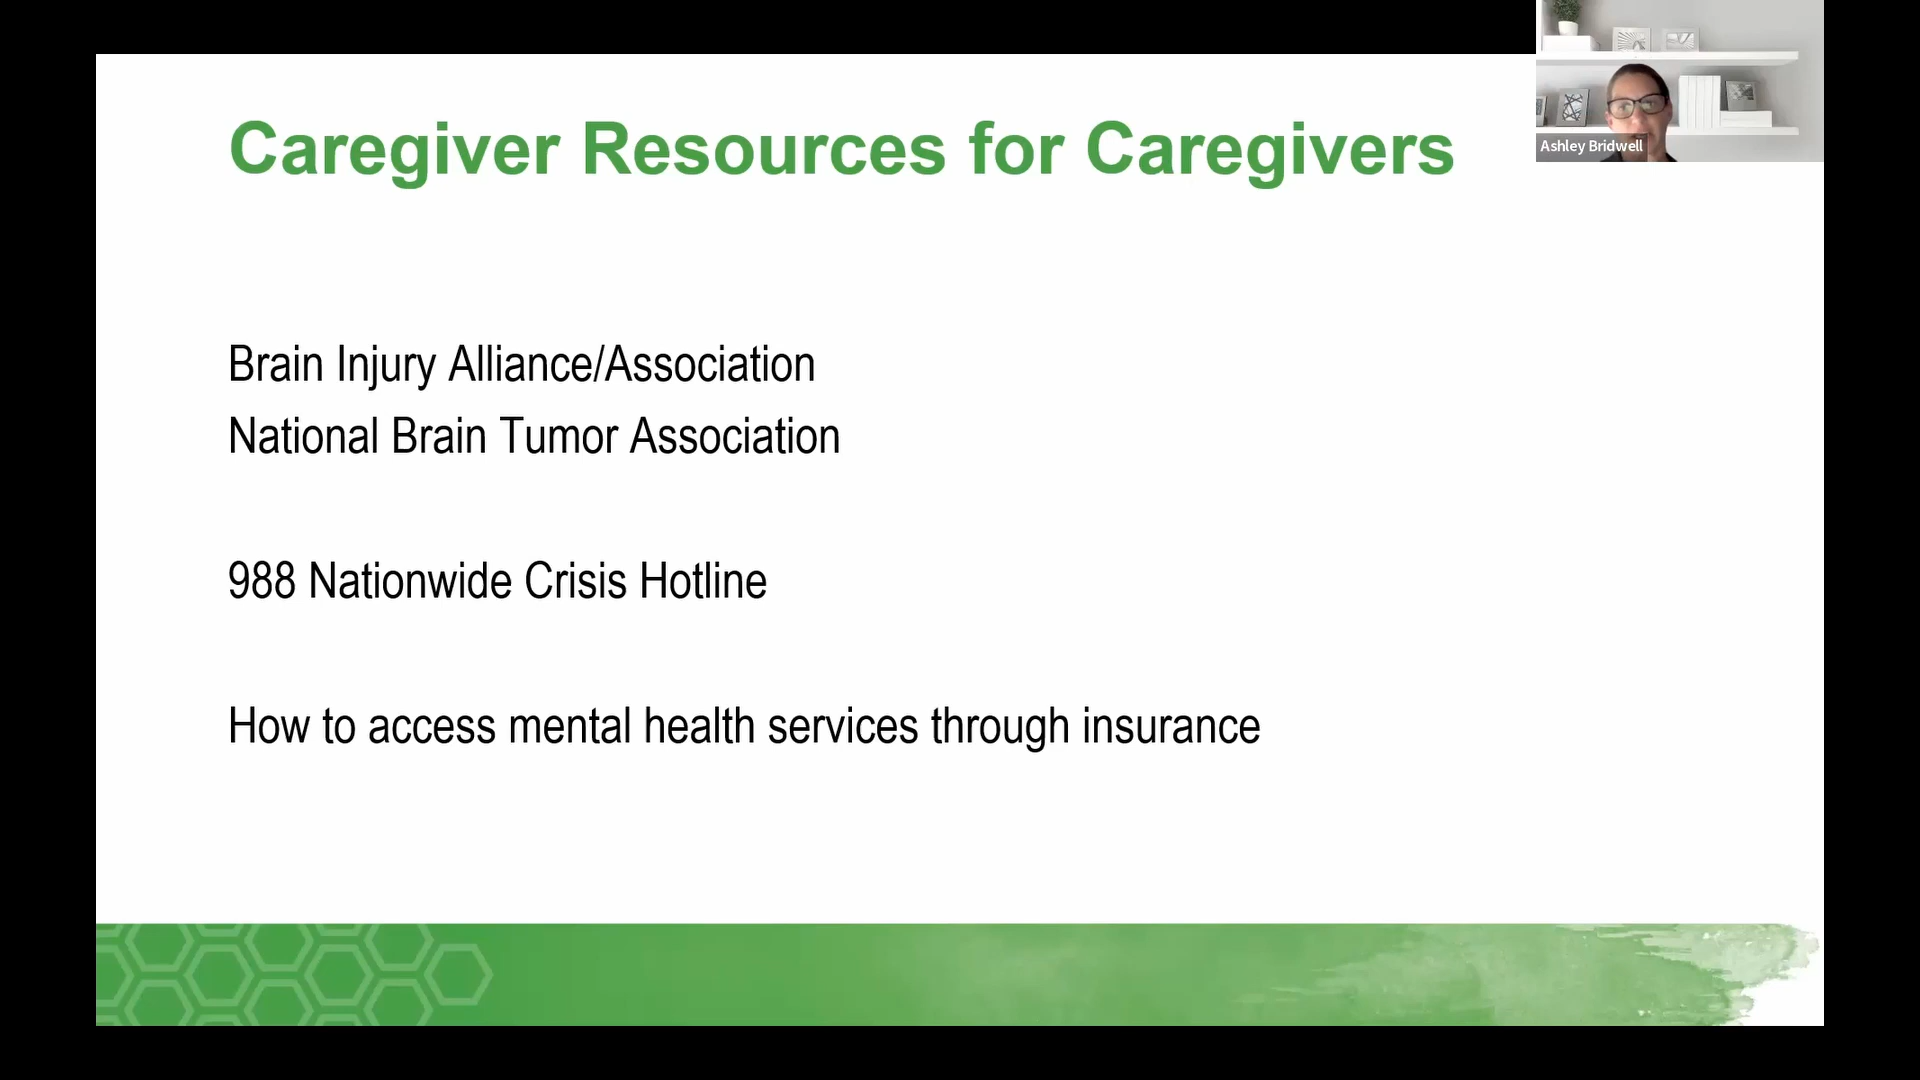 Caregiver Resources for Caregivers
Ashley Bridwell
Brain Injury Alliance/Association
National Brain Tumor Association
988 Nationwide Crisis Hotline
How to access mental health services through insurance